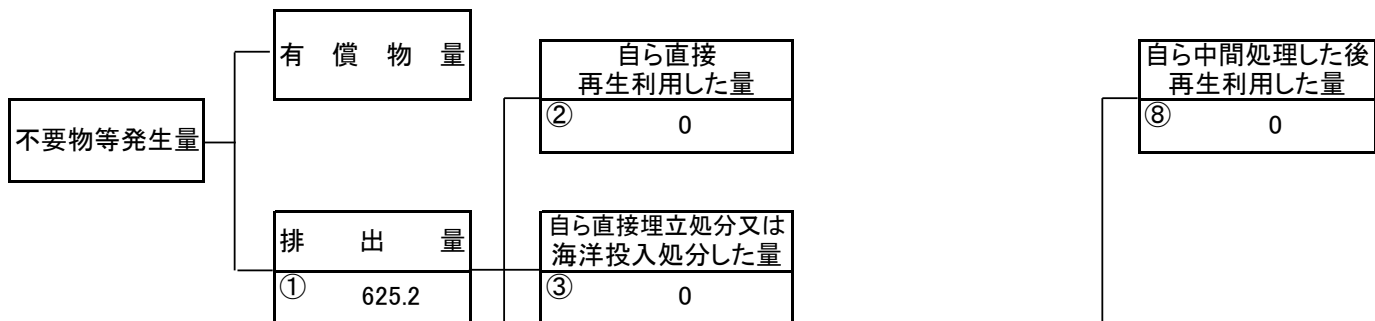 有償物量
自ら直接
再生利用した量
自ら中間処理した後
再生利用した量
② 0
⑧ 0
不要物等発生量
排出量
自ら直接埋立処分又は
海洋投入処分した量
① 625.2
③ 0